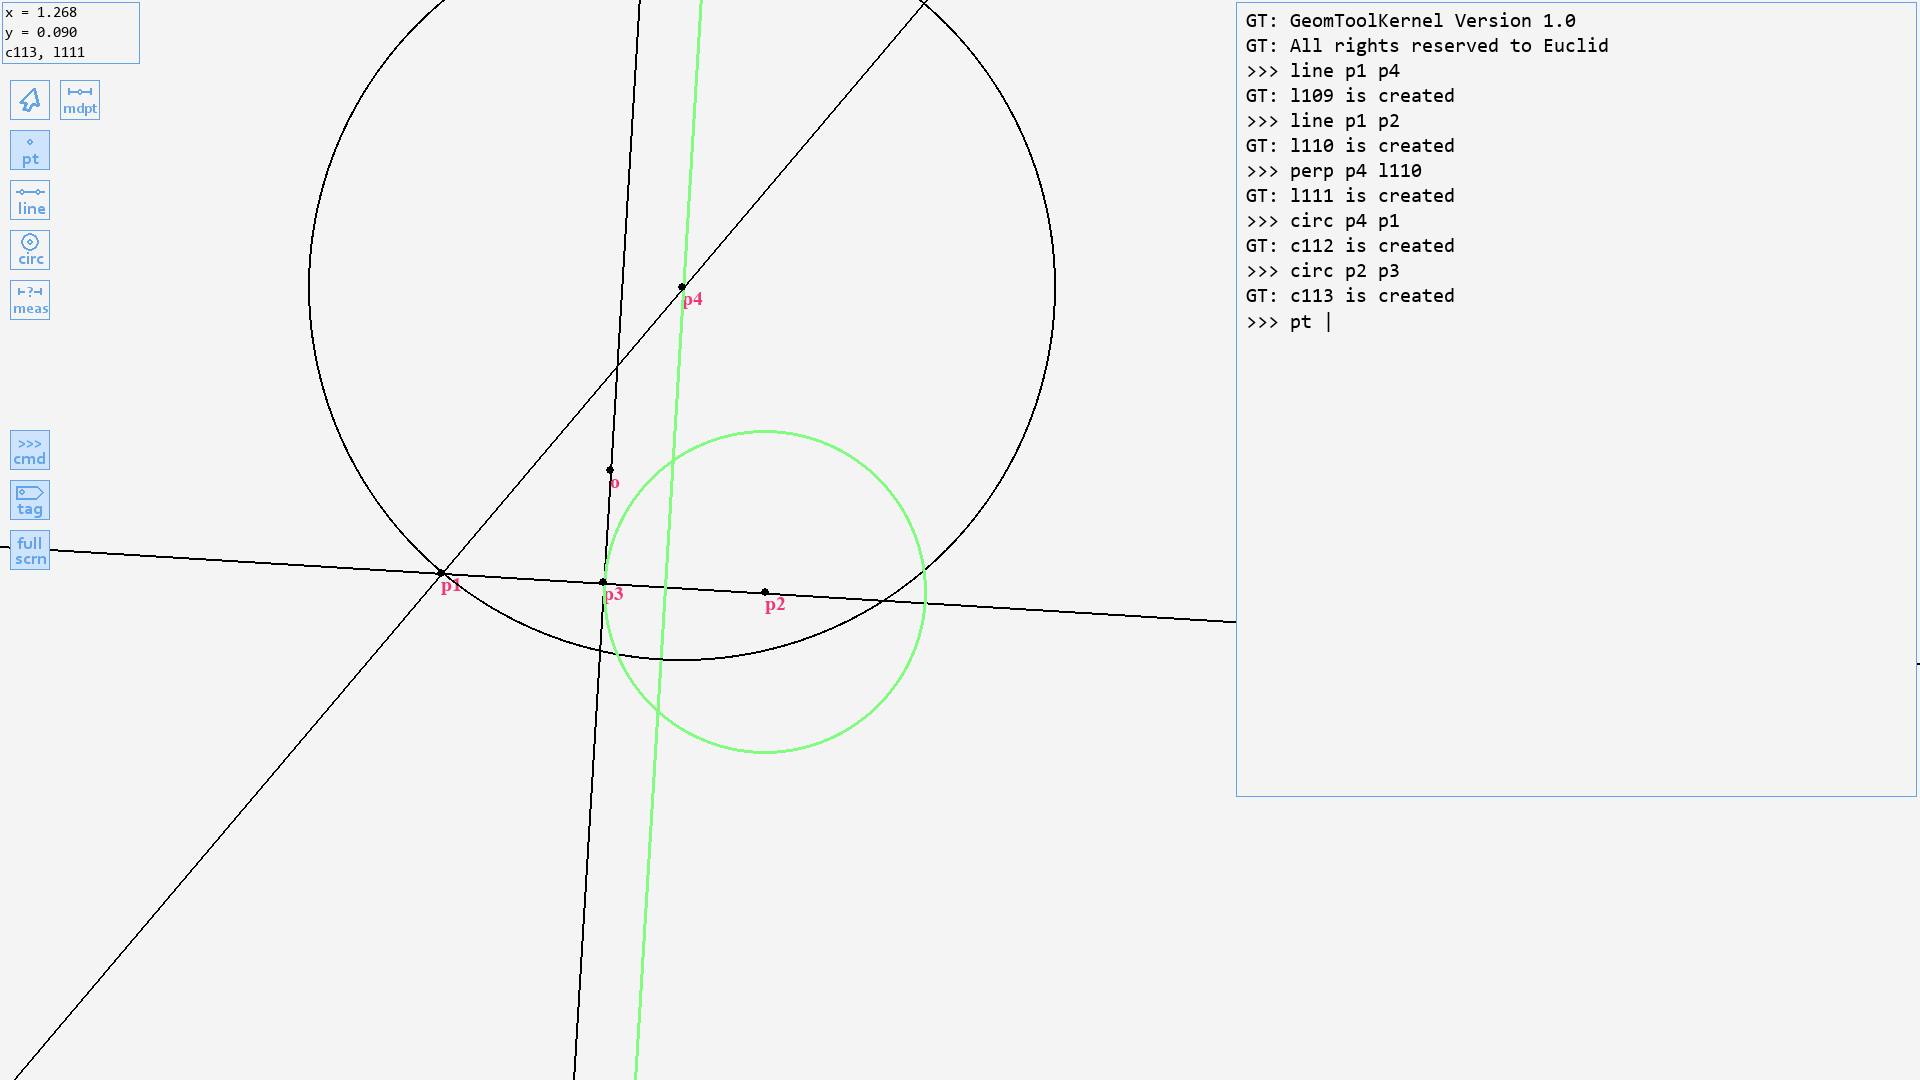 x = 1.268
y = 0.090
c113, l111
mdpt
pt
line
circ
meas
>>>
cmd
tag
full
scrn
p4
o
p1
p3
p2
GT: GeomToolKernel Version 1.0
GT: All rights reserved to Euclid
>>> line p1 p4
GT: l109 is created
>>> line p1 p2
GT: l110 is created
>>> perp p4 l110
GT: l111 is created
>>> circ p4 p1
GT: c112 is created
>>> circ p2 p3
GT: c113 is created
>>> pt |